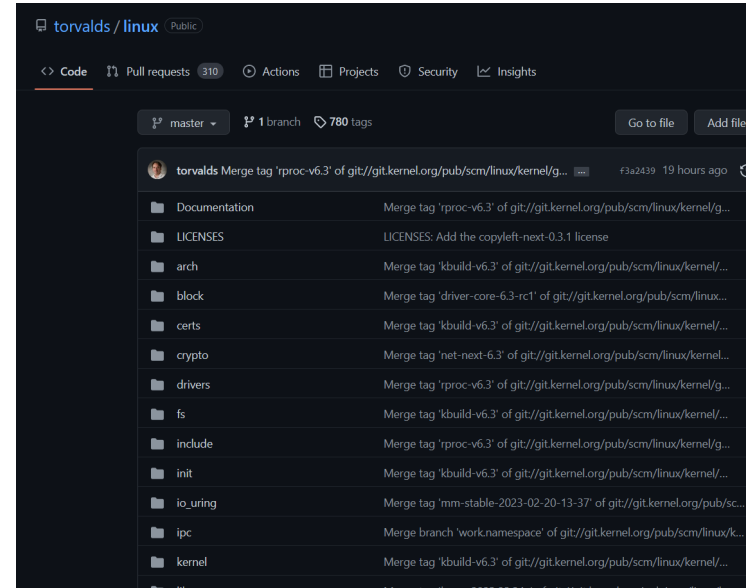 torvalds / linux Public
Code Pull requests 310 Actions Projects Security Insights
master 1 branch 780 tags Go to file Add file
torvalds Merge tag 'rproc-v6.3' of git://git.kernel.org/pub/scm/linux/kernel/g... ... f3a2439 19 hours ago
Documentation Merge tag 'rproc-v6.3' of git://git.kernel.org/pub/scm/linux/kernel/g...
LICENSES LICENSES: Add the copyleft-next-0.3.1 license
arch Merge tag 'kbuild-v6.3' of git://git.kernel.org/pub/scm/linux/kernel/...
block Merge tag 'driver-core-6.3-rc1' of git://git.kernel.org/pub/scm/linux...
certs Merge tag 'kbuild-v6.3' of git://git.kernel.org/pub/scm/linux/kernel/...
crypto Merge tag 'net-next-6.3' of git://git.kernel.org/pub/scm/linux/kernel...
drivers Merge tag 'rproc-v6.3' of git://git.kernel.org/pub/scm/linux/kernel/g...
fs Merge tag 'kbuild-v6.3' of git://git.kernel.org/pub/scm/linux/kernel/...
include Merge tag 'rproc-v6.3' of git://git.kernel.org/pub/scm/linux/kernel/g...
init Merge tag 'kbuild-v6.3' of git://git.kernel.org/pub/scm/linux/kernel/...
io_uring Merge tag 'mm-stable-2023-02-20-13-37' of git://git.kernel.org/pub/sc...
ipc Merge branch 'work.namespace' of git://git.kernel.org/pub/scm/linux/k...
kernel Merge tag 'kbuild-v6.3' of git://git.kernel.org/pub/scm/linux/kernel/...